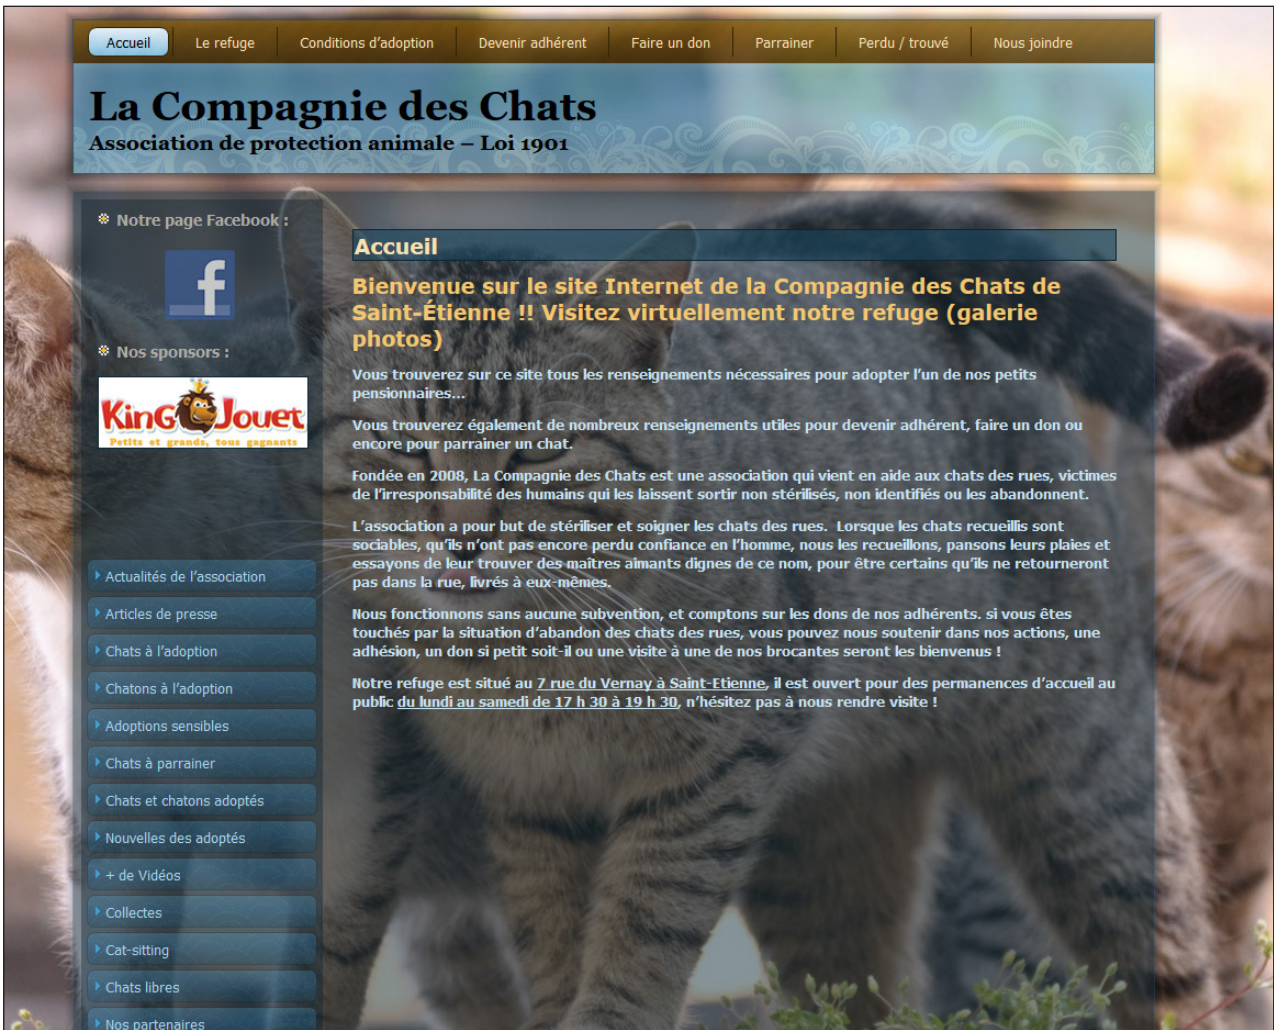 Accueil
Le refuge
Conditions d'adoption
Devenir adhérent
Faire un don
Parrainer
Perdu / trouvé
Nous joindre
La Compagnie des Chats
Association de protection animale – Loi 1901
Notre page Facebook :
f
Nos sponsors :
King Jouet
Petits et grands, tous gagnants
Actualités de l'association
Articles de presse
Chats à l'adoption
Chatons à l'adoption
Adoptions sensibles
Chats à parrainer
Chats et chatons adoptés
Nouvelles des adoptés
+ de Vidéos
Collectes
Cat-sitting
Chats libres
Nos partenaires
Accueil
Bienvenue sur le site Internet de la Compagnie des Chats de
Saint-Étienne !! Visitez virtuellement notre refuge (galerie
photos)
Vous trouverez sur ce site tous les renseignements nécessaires pour adopter l'un de nos petits
pensionnaires…
Vous trouverez également de nombreux renseignements utiles pour devenir adhérent, faire un don ou
encore pour parrainer un chat.
Fondée en 2008, La Compagnie des Chats est une association qui vient en aide aux chats des rues, victimes
de l'irresponsabilité des humains qui les laissent sortir non stérilisés, non identifiés ou les abandonnent.
L'association a pour but de stériliser et soigner les chats des rues.  Lorsque les chats recueillis sont
sociables, qu'ils n'ont pas encore perdu confiance en l'homme, nous les recueillons, pansons leurs plaies et
essayons de leur trouver des maîtres aimants dignes de ce nom, pour être certains qu'ils ne retourneront
pas dans la rue, livrés à eux-mêmes.
Nous fonctionnons sans aucune subvention, et comptons sur les dons de nos adhérents. si vous êtes
touchés par la situation d'abandon des chats des rues, vous pouvez nous soutenir dans nos actions, une
adhésion, un don si petit soit-il ou une visite à une de nos brocantes seront les bienvenus !
Notre refuge est situé au 7 rue du Vernay à Saint-Etienne, il est ouvert pour des permanences d'accueil au
public du lundi au samedi de 17 h 30 à 19 h 30, n'hésitez pas à nous rendre visite !